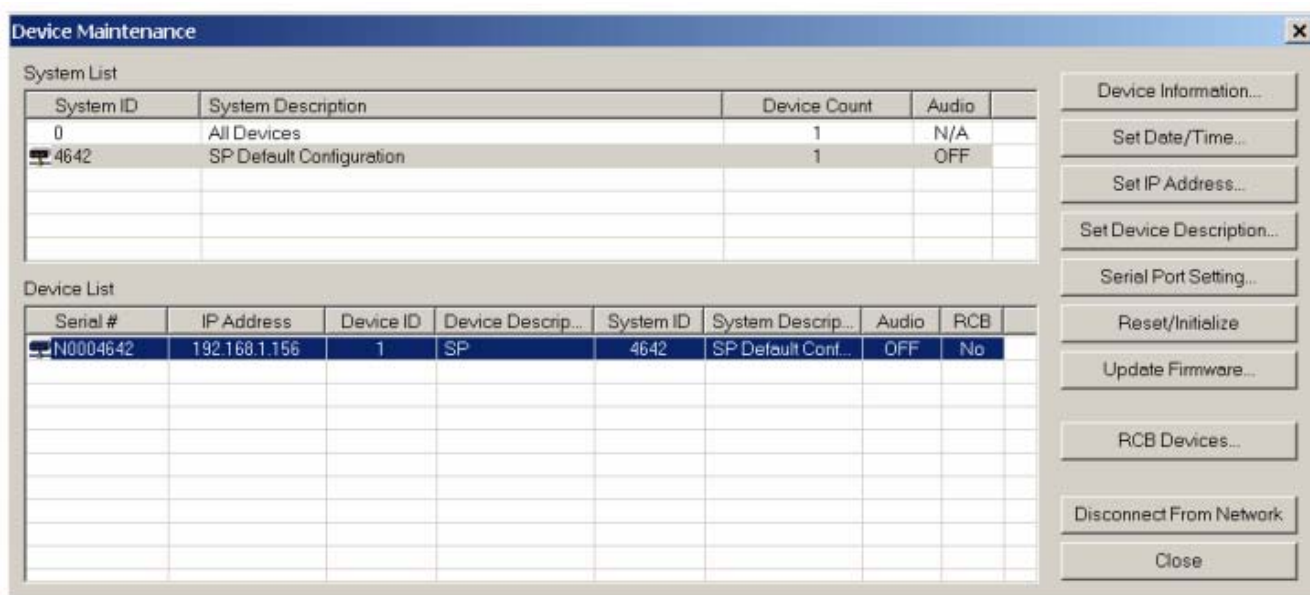 Device Maintenance
System List
System ID System Description Device Count Audio
0 All Devices 1 N/A
4642 SP Default Configuration 1 OFF
Device List
Serial # IP Address Device ID Device Descrip... System ID System Descrip... Audio RCB
N0004642 192.168.1.156 1 SP 4642 SP Default Conf... OFF No
Device Information...
Set Date/Time...
Set IP Address...
Set Device Description...
Serial Port Setting...
Reset/Initialize
Update Firmware...
RCB Devices...
Disconnect From Network
Close